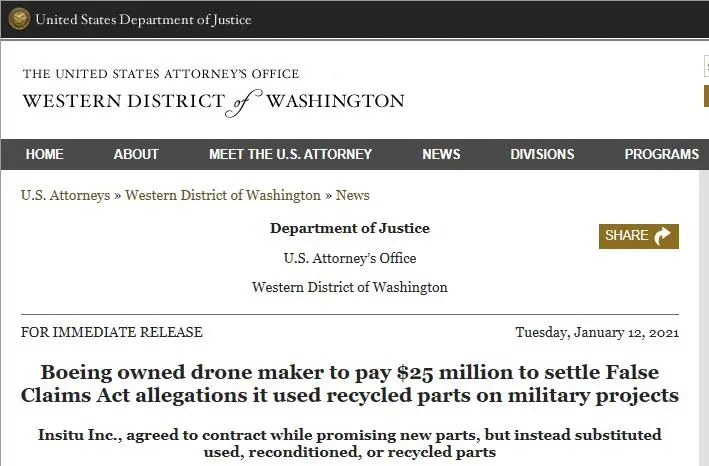 United States Department of Justice
THE UNITED STATES ATTORNEY'S OFFICE
WESTERN DISTRICT of WASHINGTON
HOME ABOUT MEET THE U.S. ATTORNEY NEWS DIVISIONS PROGRAMS
U.S. Attorneys » Western District of Washington » News
Department of Justice
SHARE
U.S. Attorney's Office
Western District of Washington
FOR IMMEDIATE RELEASE Tuesday, January 12, 2021
Boeing owned drone maker to pay $25 million to settle False
Claims Act allegations it used recycled parts on military projects
Insitu Inc., agreed to contract while promising new parts, but instead substituted
used, reconditioned, or recycled parts